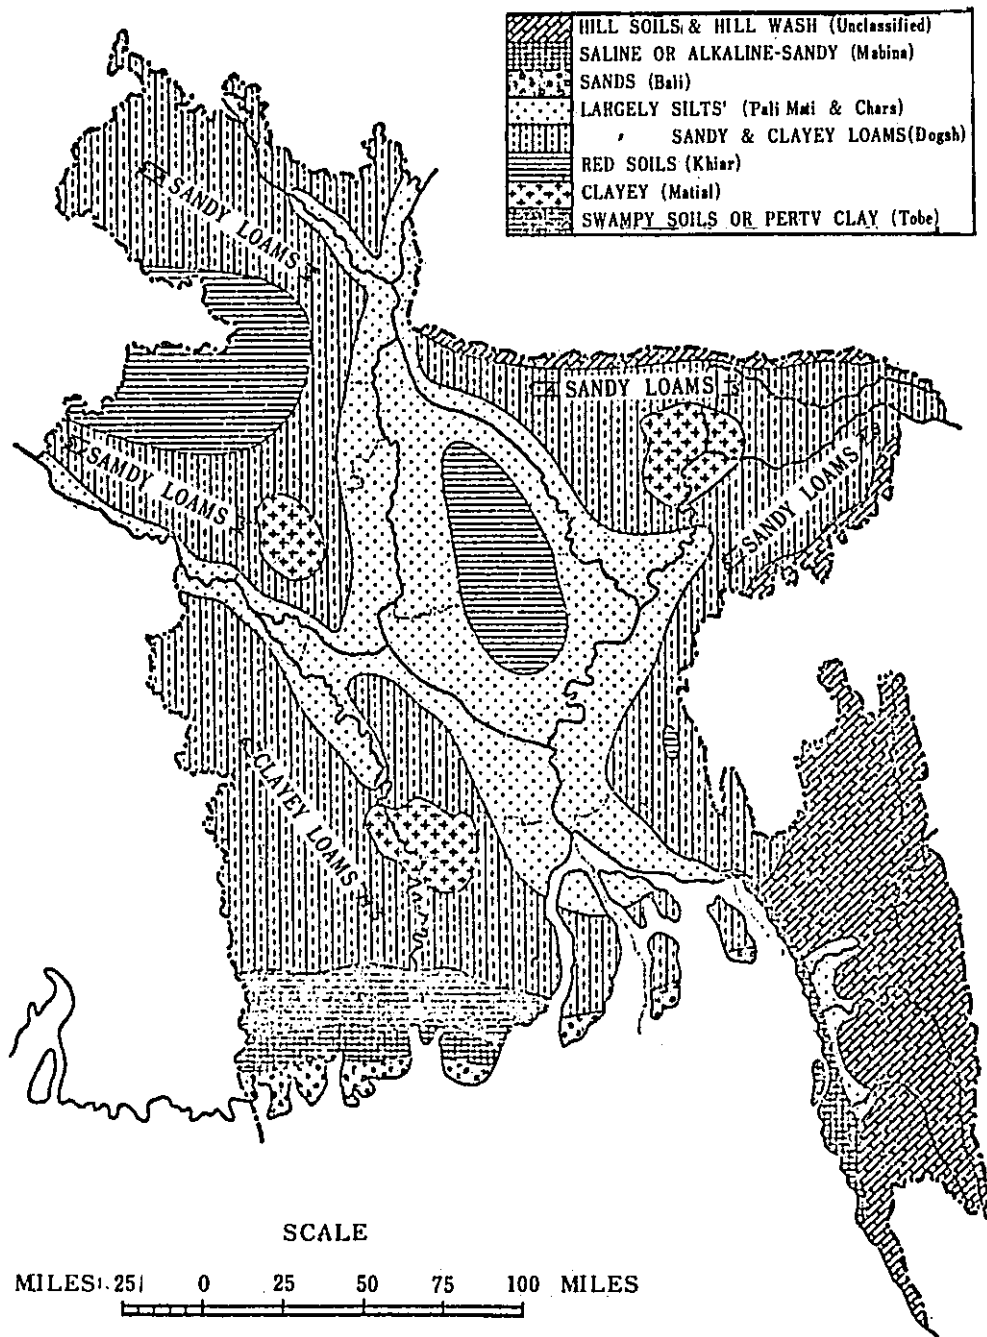 HILL SOILS & HILL WASH (Unclassified)
SALINE OR ALKALINE-SANDY (Mabina)
SANDS (Bali)
LARGELY SILTS' (Pali Mati & Chars)
" SANDY & CLAYEY LOAMS(Dogsh)
RED SOILS (Khiar)
CLAYEY (Matial)
SWAMPY SOILS OR PERTV CLAY (Tobe)
SANDY LOAMS
SANDY LOAMS
SAMDY LOAMS
SANDY LOAMS
CLAYEY LOAMS
SCALE
MILES 25 0 25 50 75 100 MILES